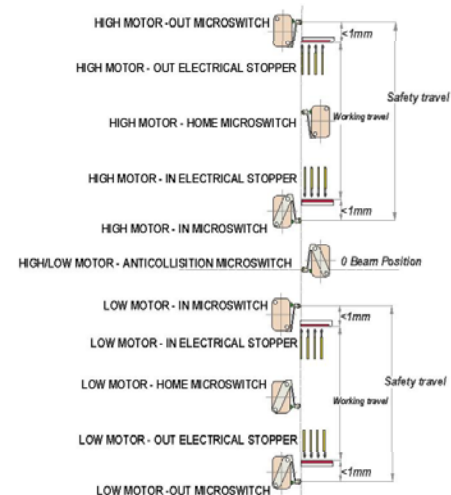 HIGH MOTOR -OUT MICROSWITCH
<1mm
HIGH MOTOR - OUT ELECTRICAL STOPPER
Safety travel
HIGH MOTOR - HOME MICROSWITCH
Working travel
HIGH MOTOR - IN ELECTRICAL STOPPER
<1mm
HIGH MOTOR - IN MICROSWITCH
HIGH/LOW MOTOR - ANTICOLLISITION MICROSWITCH
0 Beam Position
LOW MOTOR - IN MICROSWITCH
<1mm
LOW MOTOR - IN ELECTRICAL STOPPER
Safety travel
LOW MOTOR - HOME MICROSWITCH
Working travel
LOW MOTOR - OUT ELECTRICAL STOPPER
<1mm
LOW MOTOR -OUT MICROSWITCH